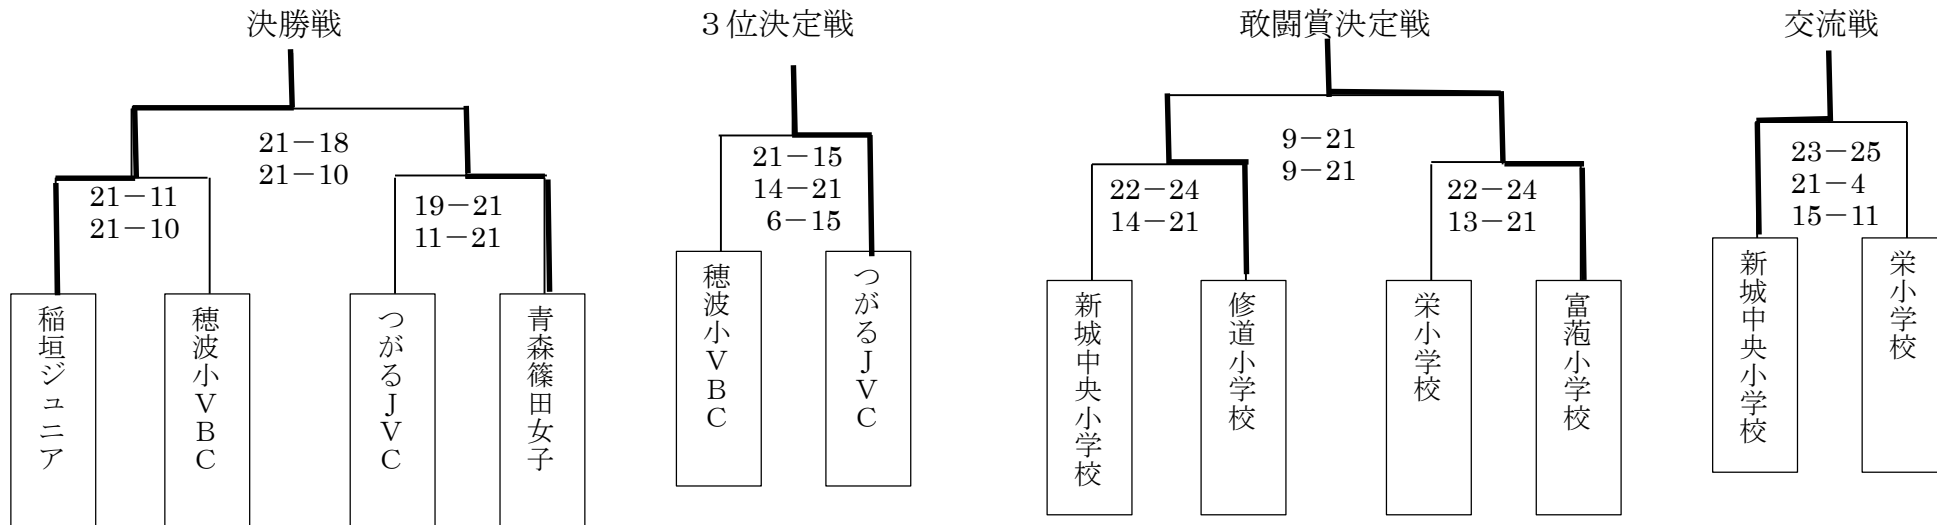 決勝戦
21－18
21－10
21－11
21－10
19－21
11－21
稲垣ジュニア
穂波小ＶＢＣ
つがるＪＶＣ
青森篠田女子
３位決定戦
21－15
14－21
6－15
穂波小ＶＢＣ
つがるＪＶＣ
敢闘賞決定戦
9－21
9－21
22－24
14－21
22－24
13－21
新城中央小学校
修道小学校
栄小学校
富萢小学校
交流戦
23－25
21－4
15－11
新城中央小学校
栄小学校